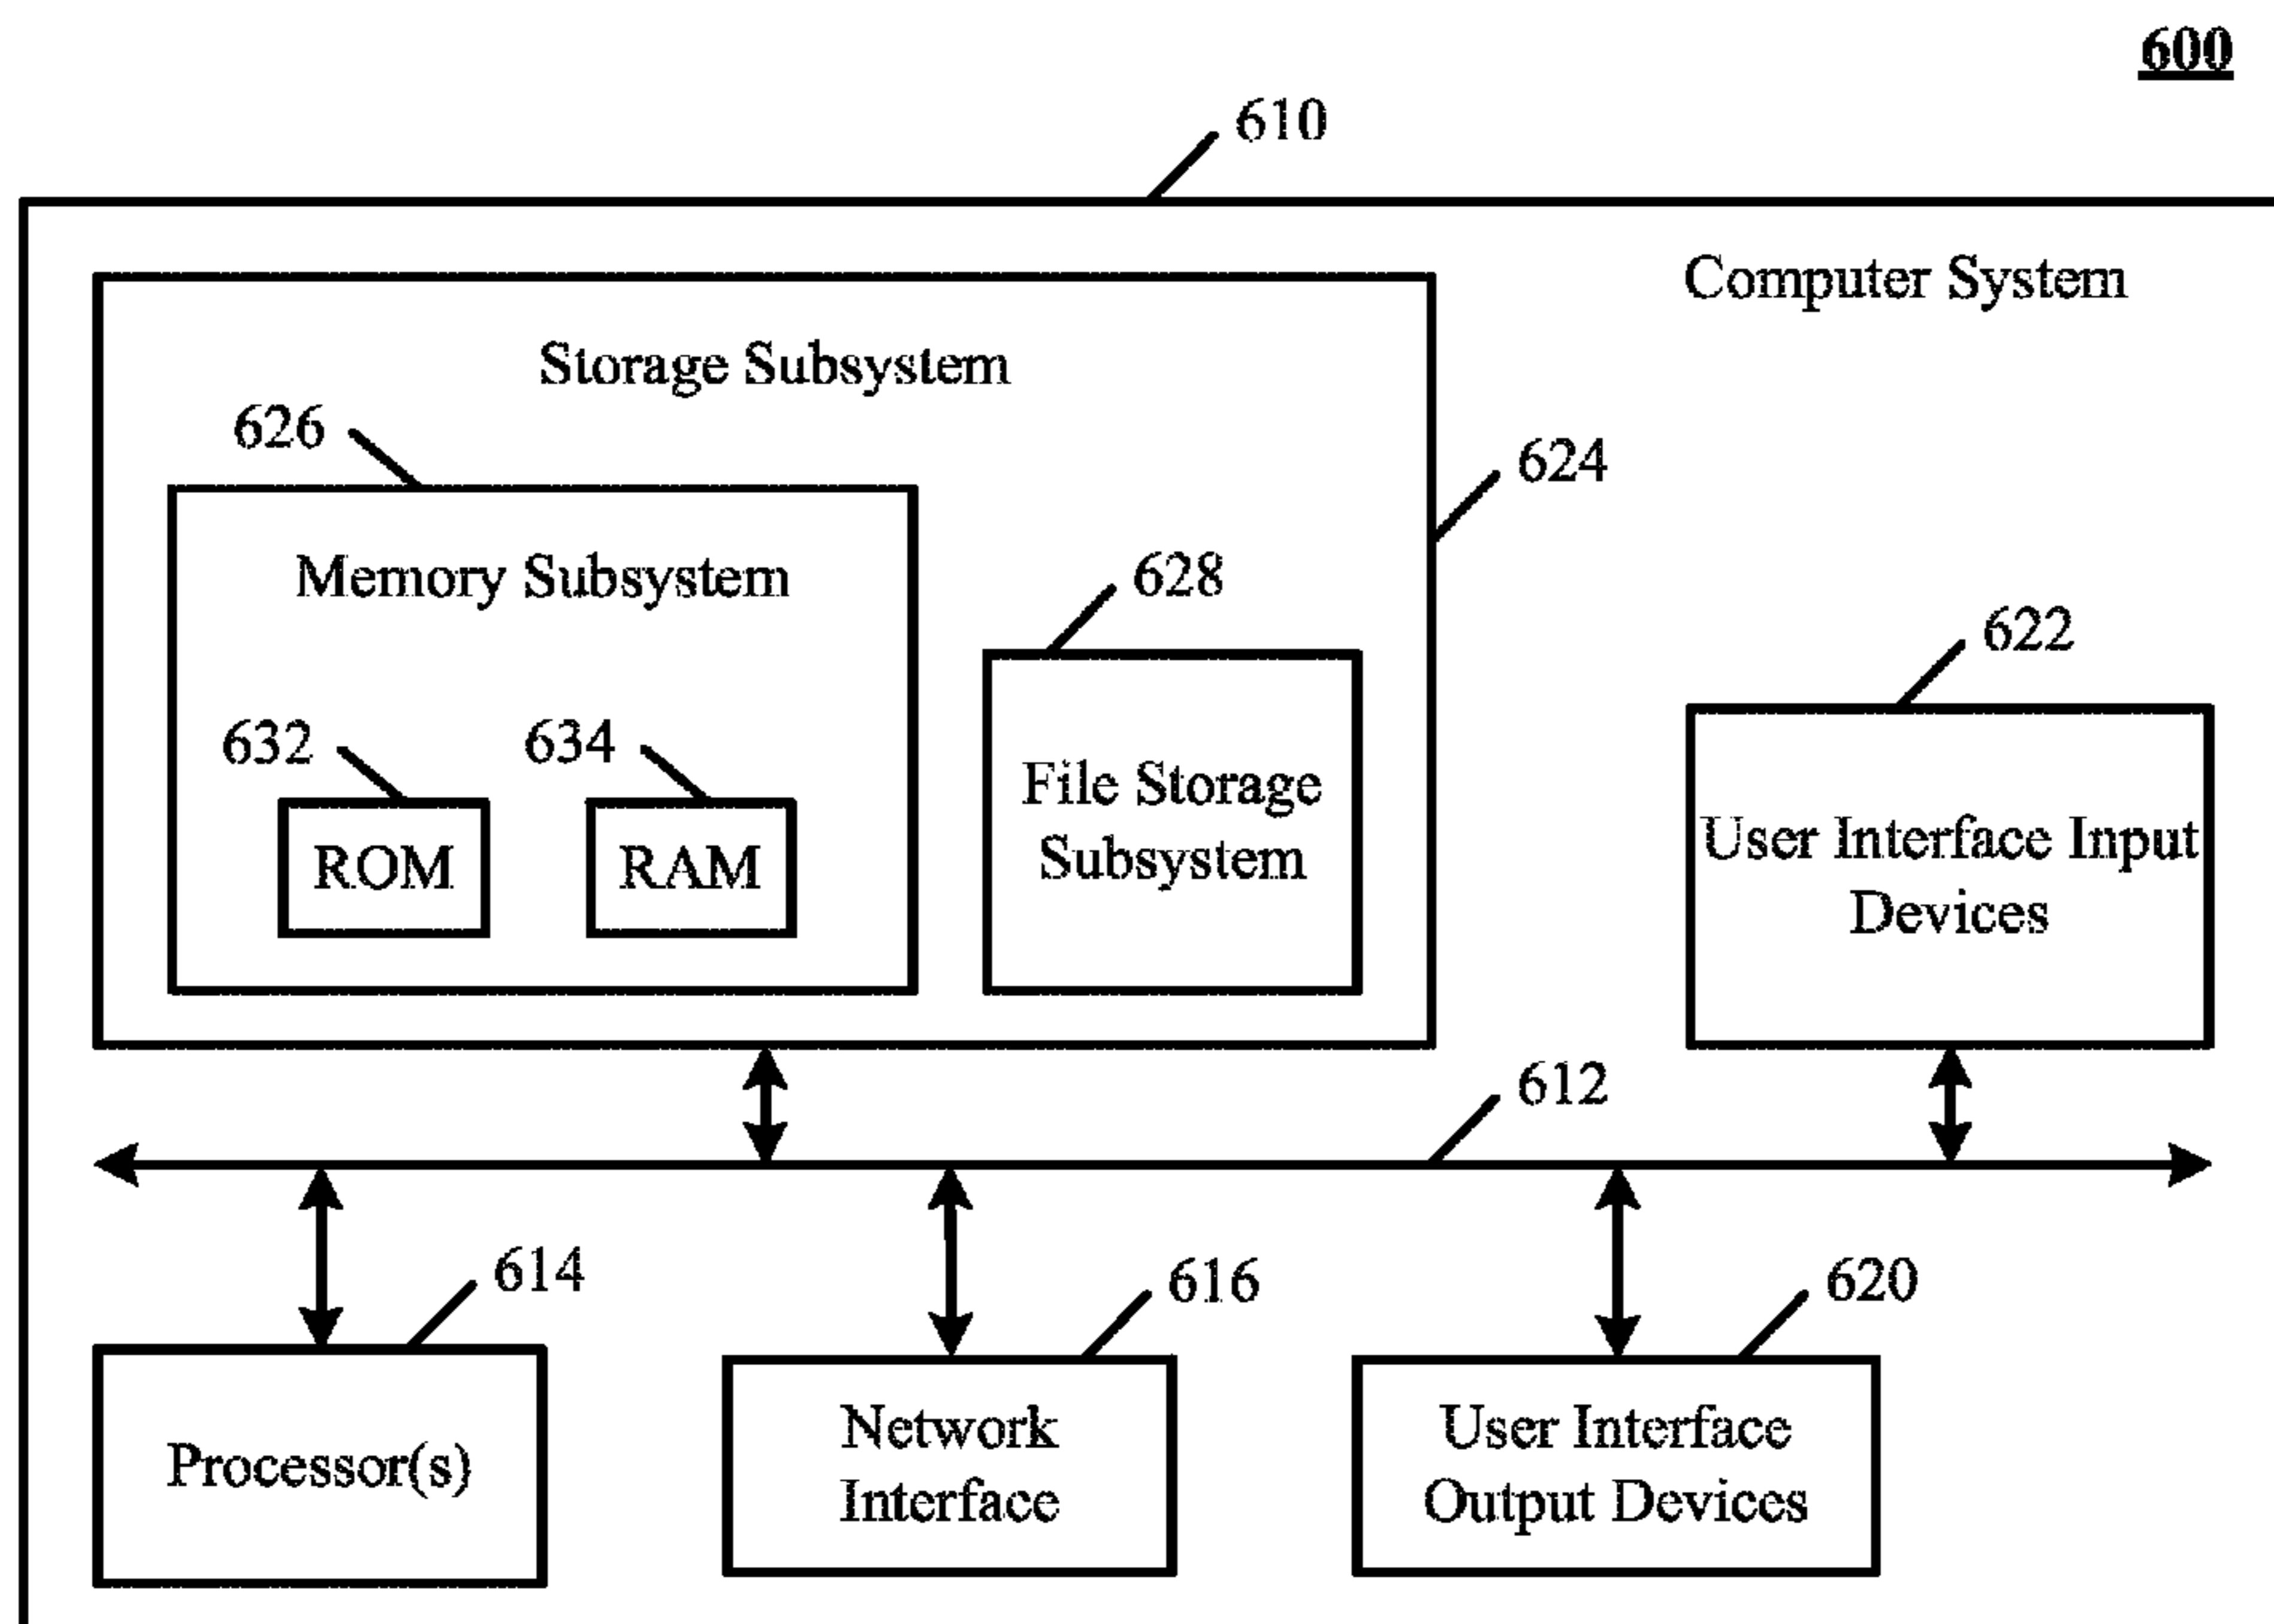 600
610
Computer System
Storage Subsystem
626
624
Memory Subsystem
628
622
632
634
File Storage
Subsystem
ROM
RAM
User Interface Input
Devices
612
614
616
620
Processor(s)
Network
Interface
User Interface
Output Devices